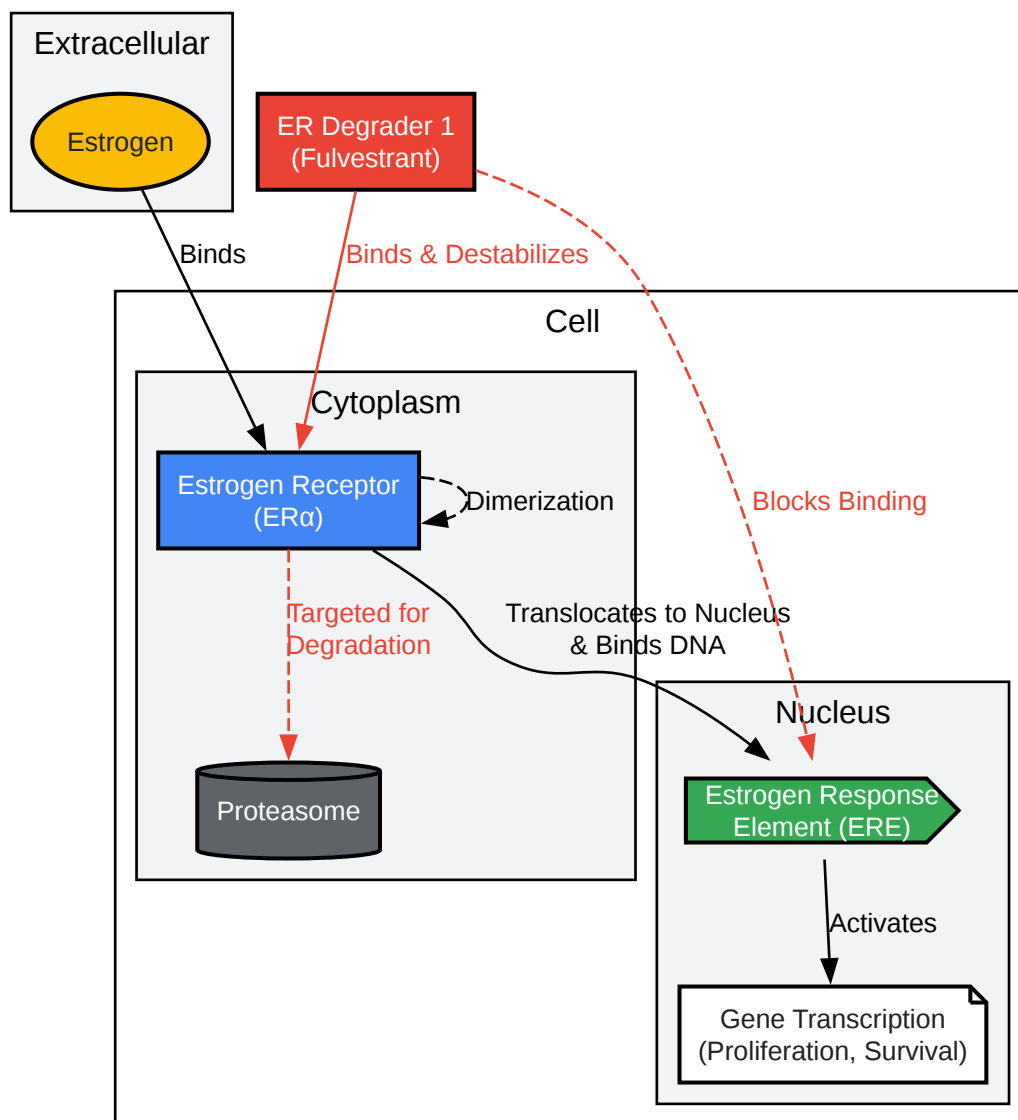 Extracellular
Estrogen
ER Degrader 1
(Fulvestrant)
Binds
Binds & Destabilizes
Cell
Cytoplasm
Estrogen Receptor
(ERα)
Dimerization
Blocks Binding
Targeted for
Degradation
Translocates to Nucleus
& Binds DNA
Nucleus
Proteasome
Estrogen Response
Element (ERE)
Activates
Gene Transcription
(Proliferation, Survival)